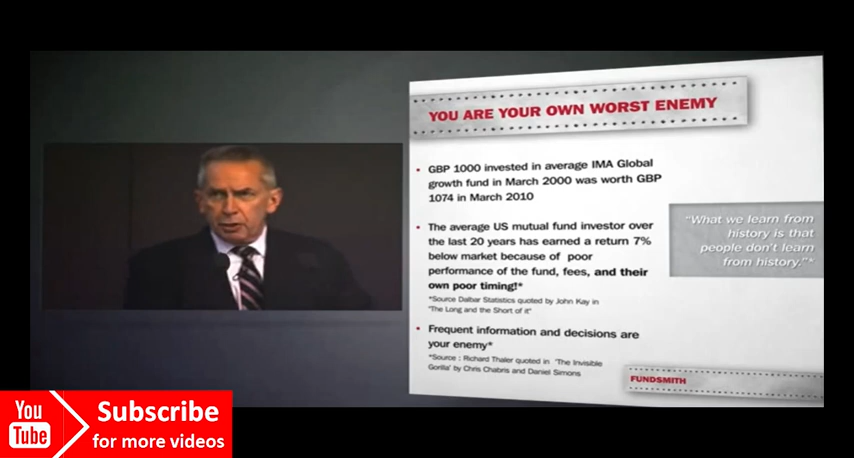 YOU ARE YOUR OWN WORST ENEMY
• GBP 1000 invested in average IMA Global
growth fund in March 2000 was worth GBP
1074 in March 2010
• The average US mutual fund investor over
the last 20 years has earned a return 7%
below market because of poor
performance of the fund, fees, and their
own poor timing!*
*Source Dalbar Statistics quoted by John Kay in
'The Long and the Short of it'
• Frequent information and decisions are
your enemy*
*Source : Richard Thaler quoted in 'The Invisible
Gorilla' by Chris Chabris and Daniel Simons
"What we learn from
history is that
people don't learn
from history."*
FUNDSMITH
You
Tube
Subscribe
for more videos